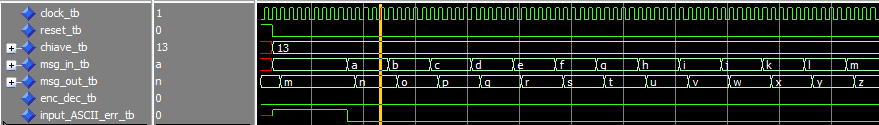 clock_tb 1
reset_tb 0
chiave_tb 13 13
msg_in_tb a a b c d e f g h i j k l m
msg_out_tb n m n o p q r s t u v w x y z
enc_dec_tb 0
input_ASCII_err_tb 0